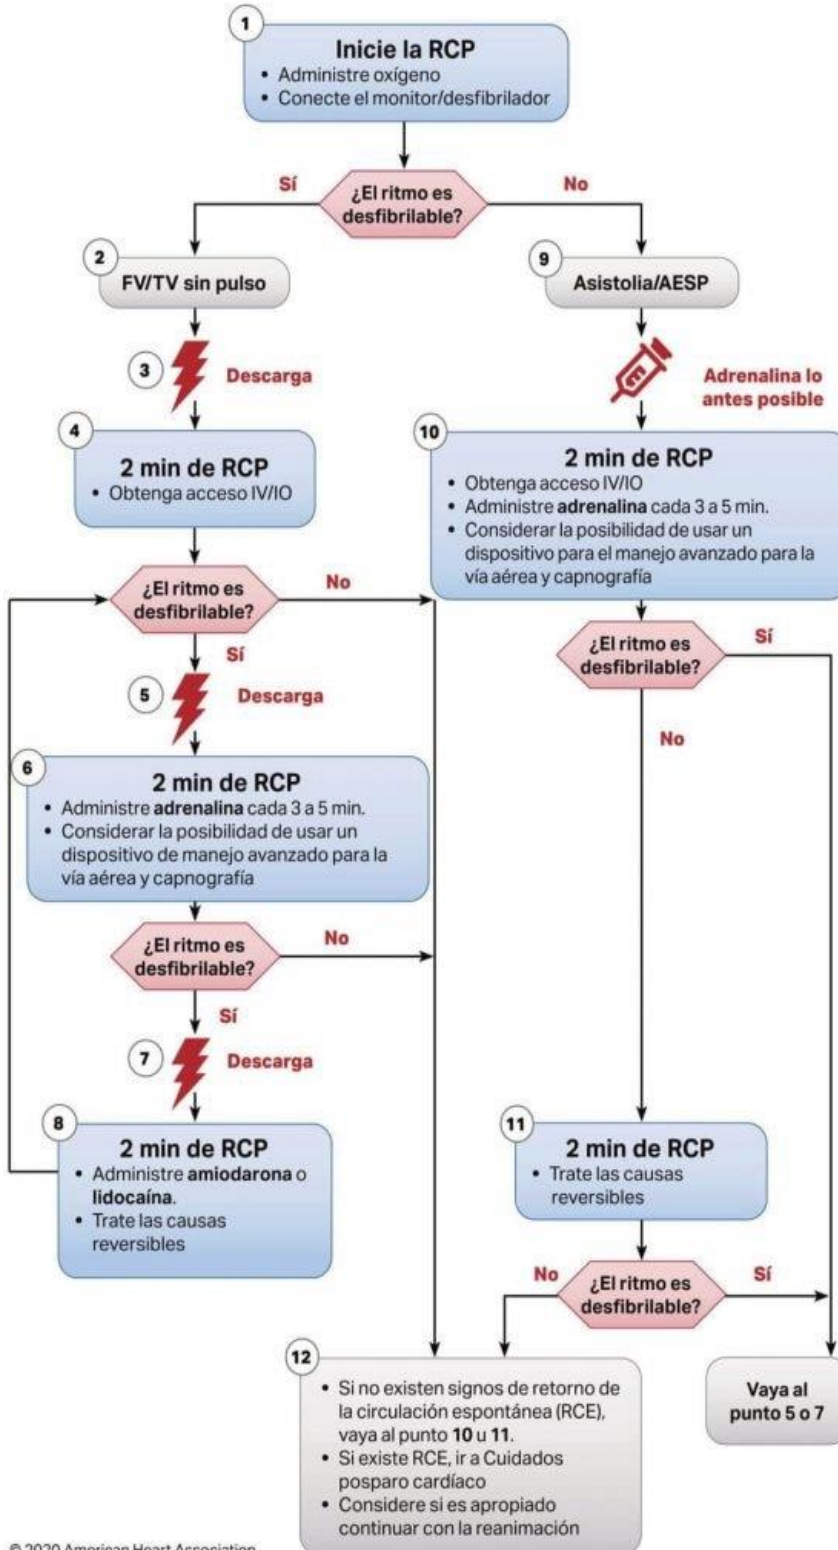 1
Inicie la RCP
• Administre oxígeno
• Conecte el monitor/desfibrilador
Sí
¿El ritmo es
desfibrilable?
No
2
FV/TV sin pulso
9
Asistolia/AESP
3
Descarga
Adrenalina lo
antes posible
4
2 min de RCP
• Obtenga acceso IV/IO
10
2 min de RCP
• Obtenga acceso IV/IO
• Administre adrenalina cada 3 a 5 min.
• Considerar la posibilidad de usar un
dispositivo para el manejo avanzado para la
vía aérea y capnografía
¿El ritmo es
desfibrilable?
No
Sí
5
Descarga
¿El ritmo es
desfibrilable?
Sí
No
6
2 min de RCP
• Administre adrenalina cada 3 a 5 min.
• Considerar la posibilidad de usar un
dispositivo de manejo avanzado para la
vía aérea y capnografía
¿El ritmo es
desfibrilable?
No
Sí
7
Descarga
8
2 min de RCP
• Administre amiodarona o
lidocaína.
• Trate las causas
reversibles
11
2 min de RCP
• Trate las causas
reversibles
No
¿El ritmo es
desfibrilable?
Sí
12
• Si no existen signos de retorno de
la circulación espontánea (RCE),
vaya al punto 10 u 11.
• Si existe RCE, ir a Cuidados
posparo cardíaco
• Considere si es apropiado
continuar con la reanimación
Vaya al
punto 5 o 7
© 2020 American Heart Association